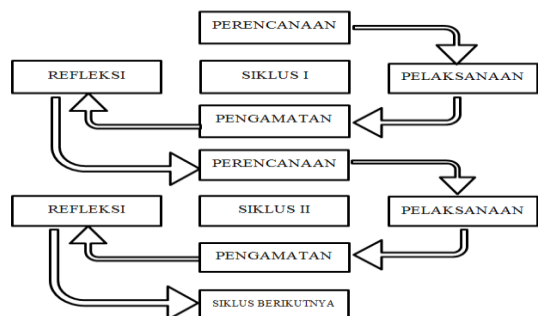 PERENCANAAN
REFLEKSI
SIKLUS I
PELAKSANAAN
PENGAMATAN
PERENCANAAN
REFLEKSI
SIKLUS II
PELAKSANAAN
PENGAMATAN
SIKLUS BERIKUTNYA